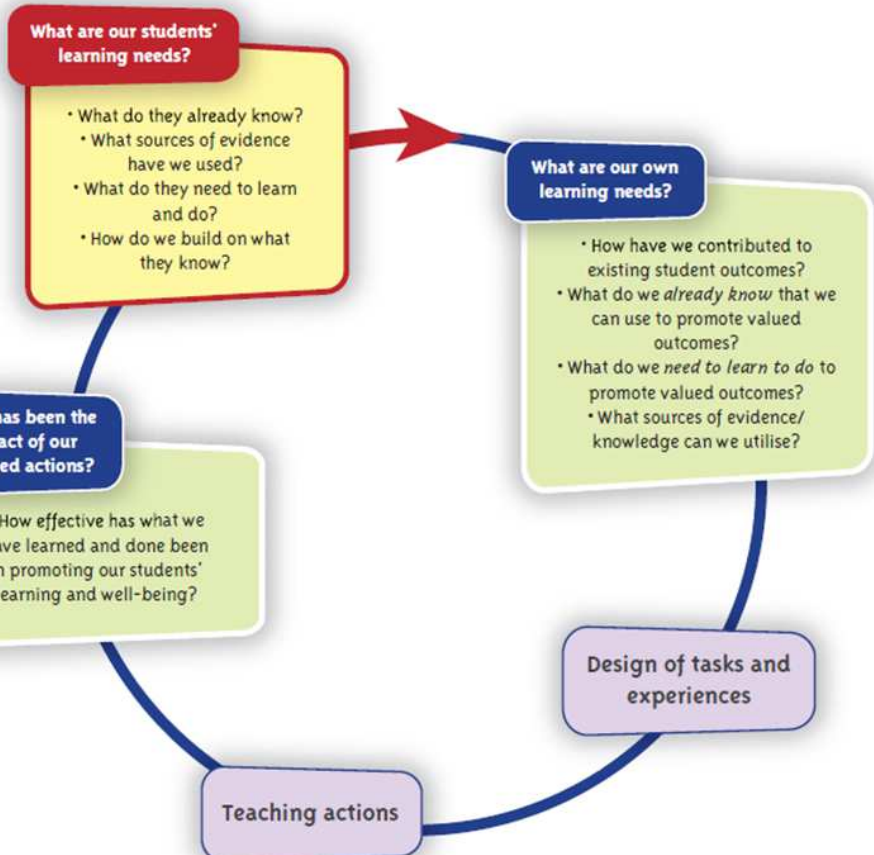 What are our students'
learning needs?
• What do they already know?
• What sources of evidence
have we used?
• What do they need to learn
and do?
• How do we build on what
they know?
What are our own
learning needs?
• How have we contributed to
existing student outcomes?
• What do we already know that we
can use to promote valued
outcomes?
• What do we need to learn to do to
promote valued outcomes?
• What sources of evidence/
knowledge can we utilise?
Design of tasks and
experiences
Teaching actions
has been the
of our
actions?
How effective has what we
learned and done been
promoting our students'
learning and well-being?